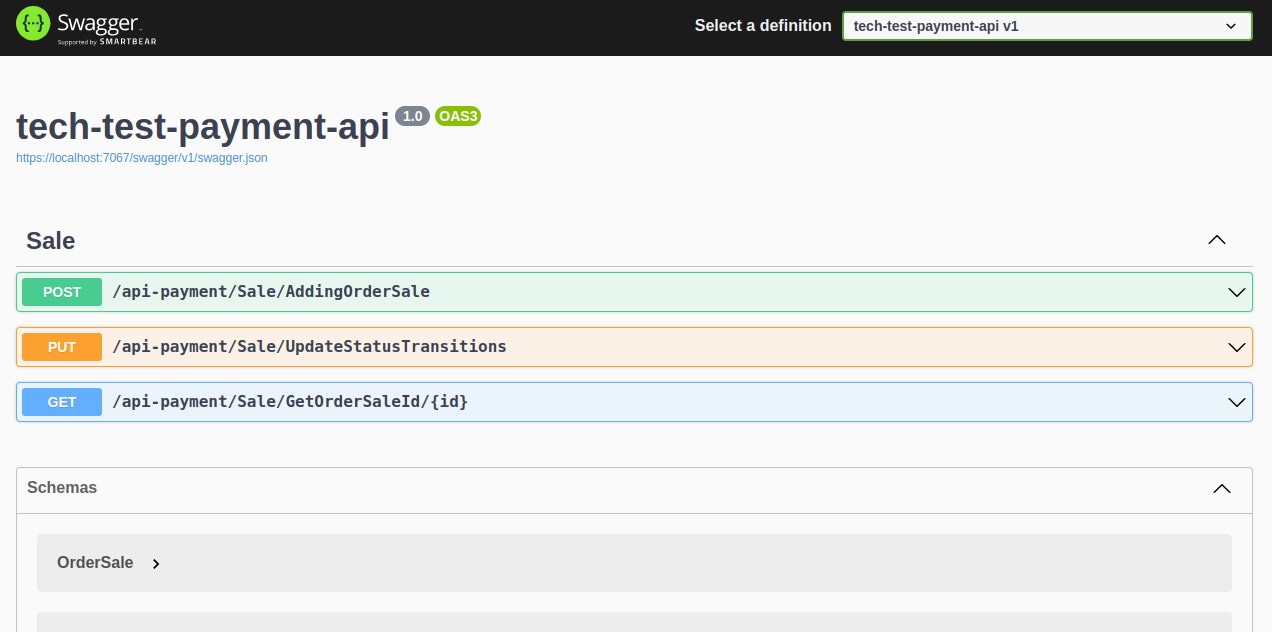 {...} Swagger.
Supported by SMARTBEAR
Select a definition
tech-test-payment-api v1
tech-test-payment-api 1.0 OAS3
https://localhost:7067/swagger/v1/swagger.json
Sale
POST /api-payment/Sale/AddingOrderSale
PUT /api-payment/Sale/UpdateStatusTransitions
GET /api-payment/Sale/GetOrderSaleId/{id}
Schemas
OrderSale